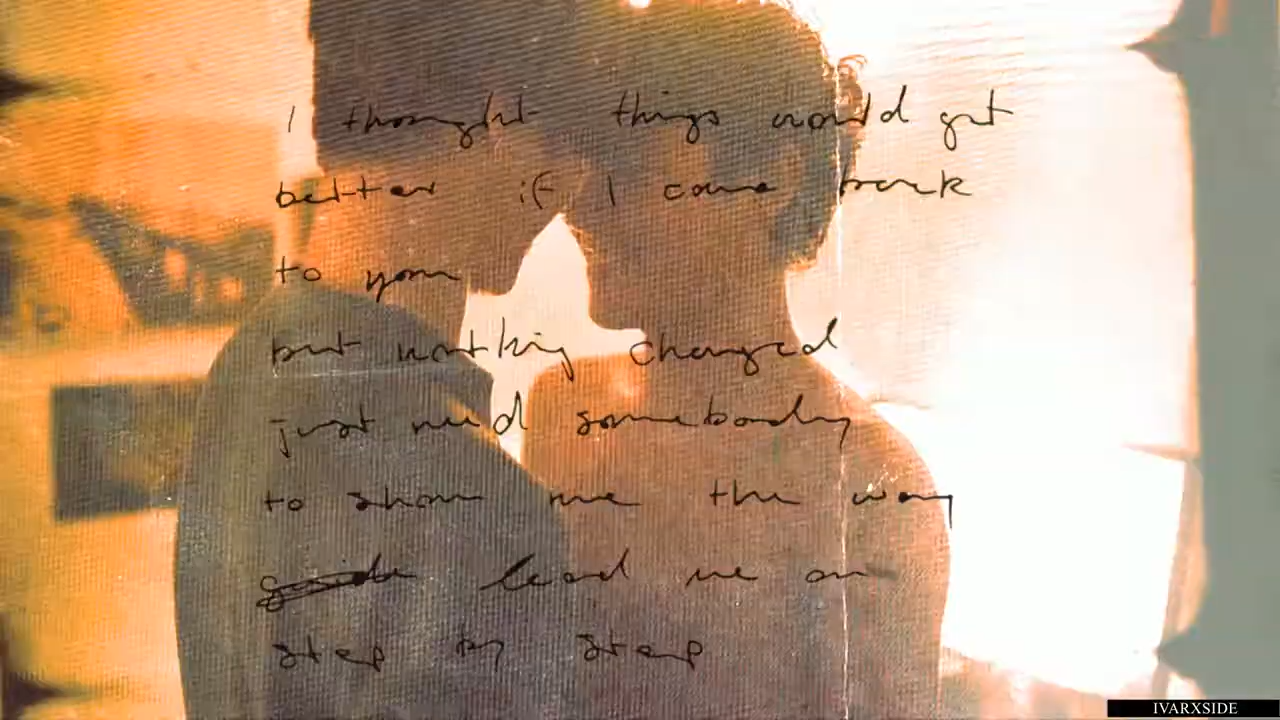 I thought things would get
better if I came back
to you
but nothing changed
just need somebody
to show me the way
guide lead me on
step by step
IVARXSIDE